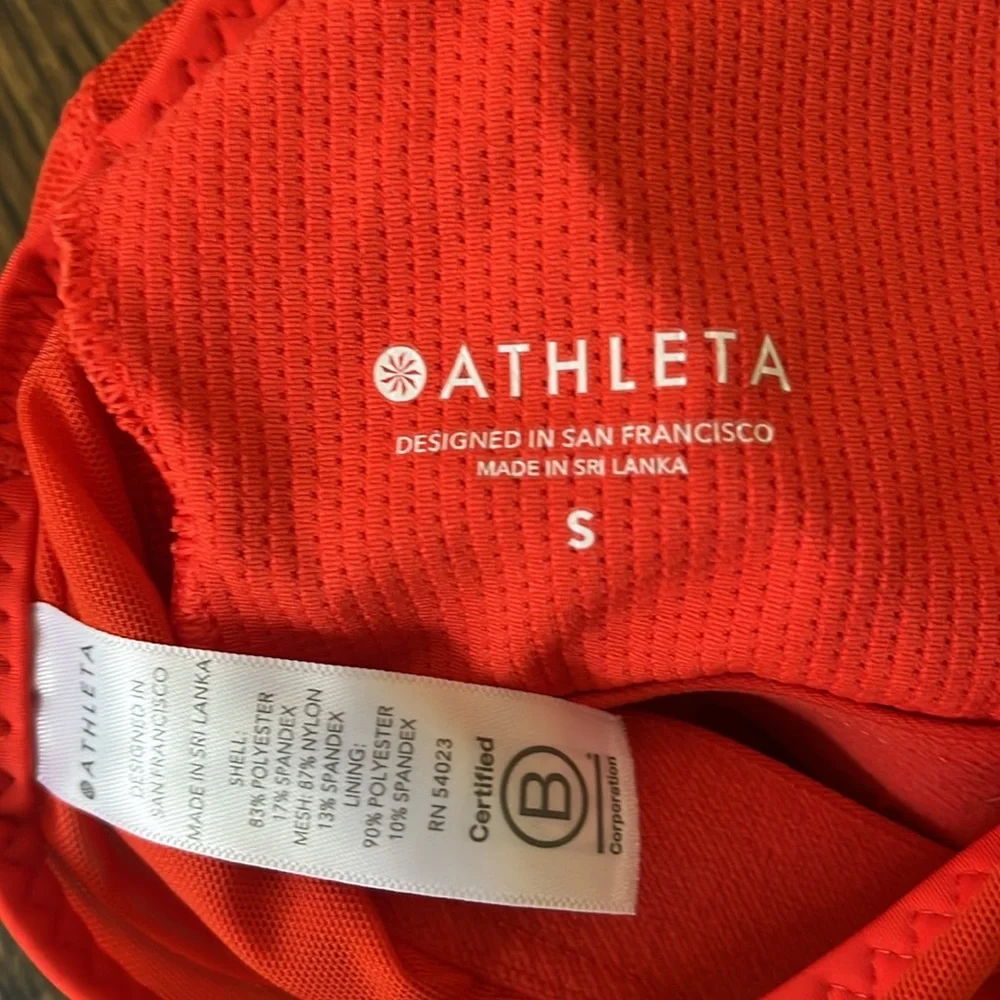 ATHLETA
DESIGNED IN SAN FRANCISCO
MADE IN SRI LANKA
S
ATHLETA
DESIGNED IN
SAN FRANCISCO
MADE IN SRI LANKA
SHELL:
83% POLYESTER
17% SPANDEX
MESH: 87% NYLON
13% SPANDEX
LINING:
90% POLYESTER
10% SPANDEX
RN 54023
Certified
B
Corporation